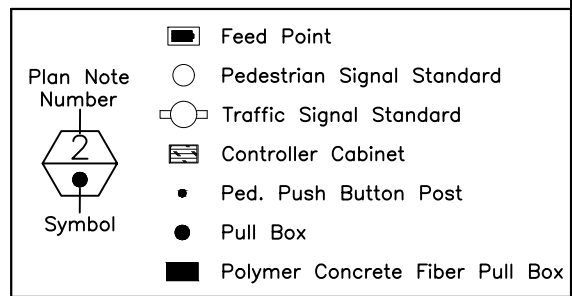 Plan Note
Number
2
Symbol
Feed Point
Pedestrian Signal Standard
Traffic Signal Standard
Controller Cabinet
Ped. Push Button Post
Pull Box
Polymer Concrete Fiber Pull Box